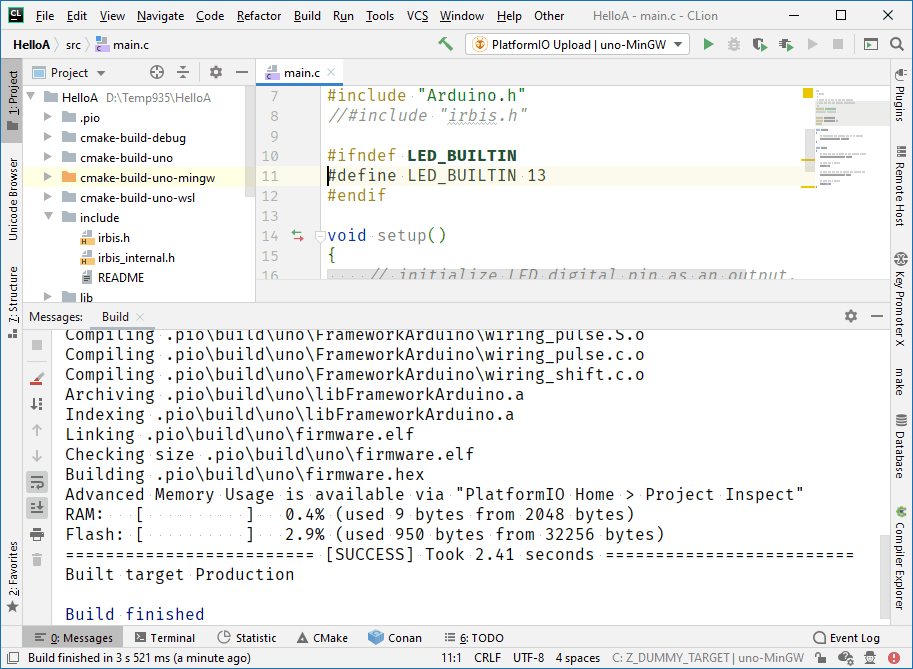 CL File Edit View Navigate Code Refactor Build Run Tools VCS Window Help Other HelloA - main.c - CLion
HelloA src main.c PlatformIO Upload | uno-MinGW
1: Project
Unicode Browser
7: Structure
2: Favorites
Project
HelloA D:\Temp935\HelloA
.pio
cmake-build-debug
cmake-build-uno
cmake-build-uno-mingw
cmake-build-uno-wsl
include
irbis.h
irbis_internal.h
README
lib
main.c
7 #include "Arduino.h"
8 //#include "irbis.h"
9
10 #ifndef LED_BUILTIN
11 #define LED_BUILTIN 13
12 #endif
13
14 void setup()
15 {
16 // initialize LED digital pin as an output.
Plugins
Remote Host
Key Promoter X
make
Database
Compiler Explorer
Messages: Build
Compiling .pio\build\uno\FrameworkArduino\wiring_pulse.S.o
Compiling .pio\build\uno\FrameworkArduino\wiring_pulse.c.o
Compiling .pio\build\uno\FrameworkArduino\wiring_shift.c.o
Archiving .pio\build\uno\libFrameworkArduino.a
Indexing .pio\build\uno\libFrameworkArduino.a
Linking .pio\build\uno\firmware.elf
Checking size .pio\build\uno\firmware.elf
Building .pio\build\uno\firmware.hex
Advanced Memory Usage is available via "PlatformIO Home > Project Inspect"
RAM: [          ] 0.4% (used 9 bytes from 2048 bytes)
Flash: [          ] 2.9% (used 950 bytes from 32256 bytes)
========================= [SUCCESS] Took 2.41 seconds =========================
Built target Production
Build finished
0: Messages Terminal Statistic CMake Conan 6: TODO Event Log
Build finished in 3 s 521 ms (a minute ago) 11:1 CRLF UTF-8 4 spaces C: Z_DUMMY_TARGET | uno-MinGW